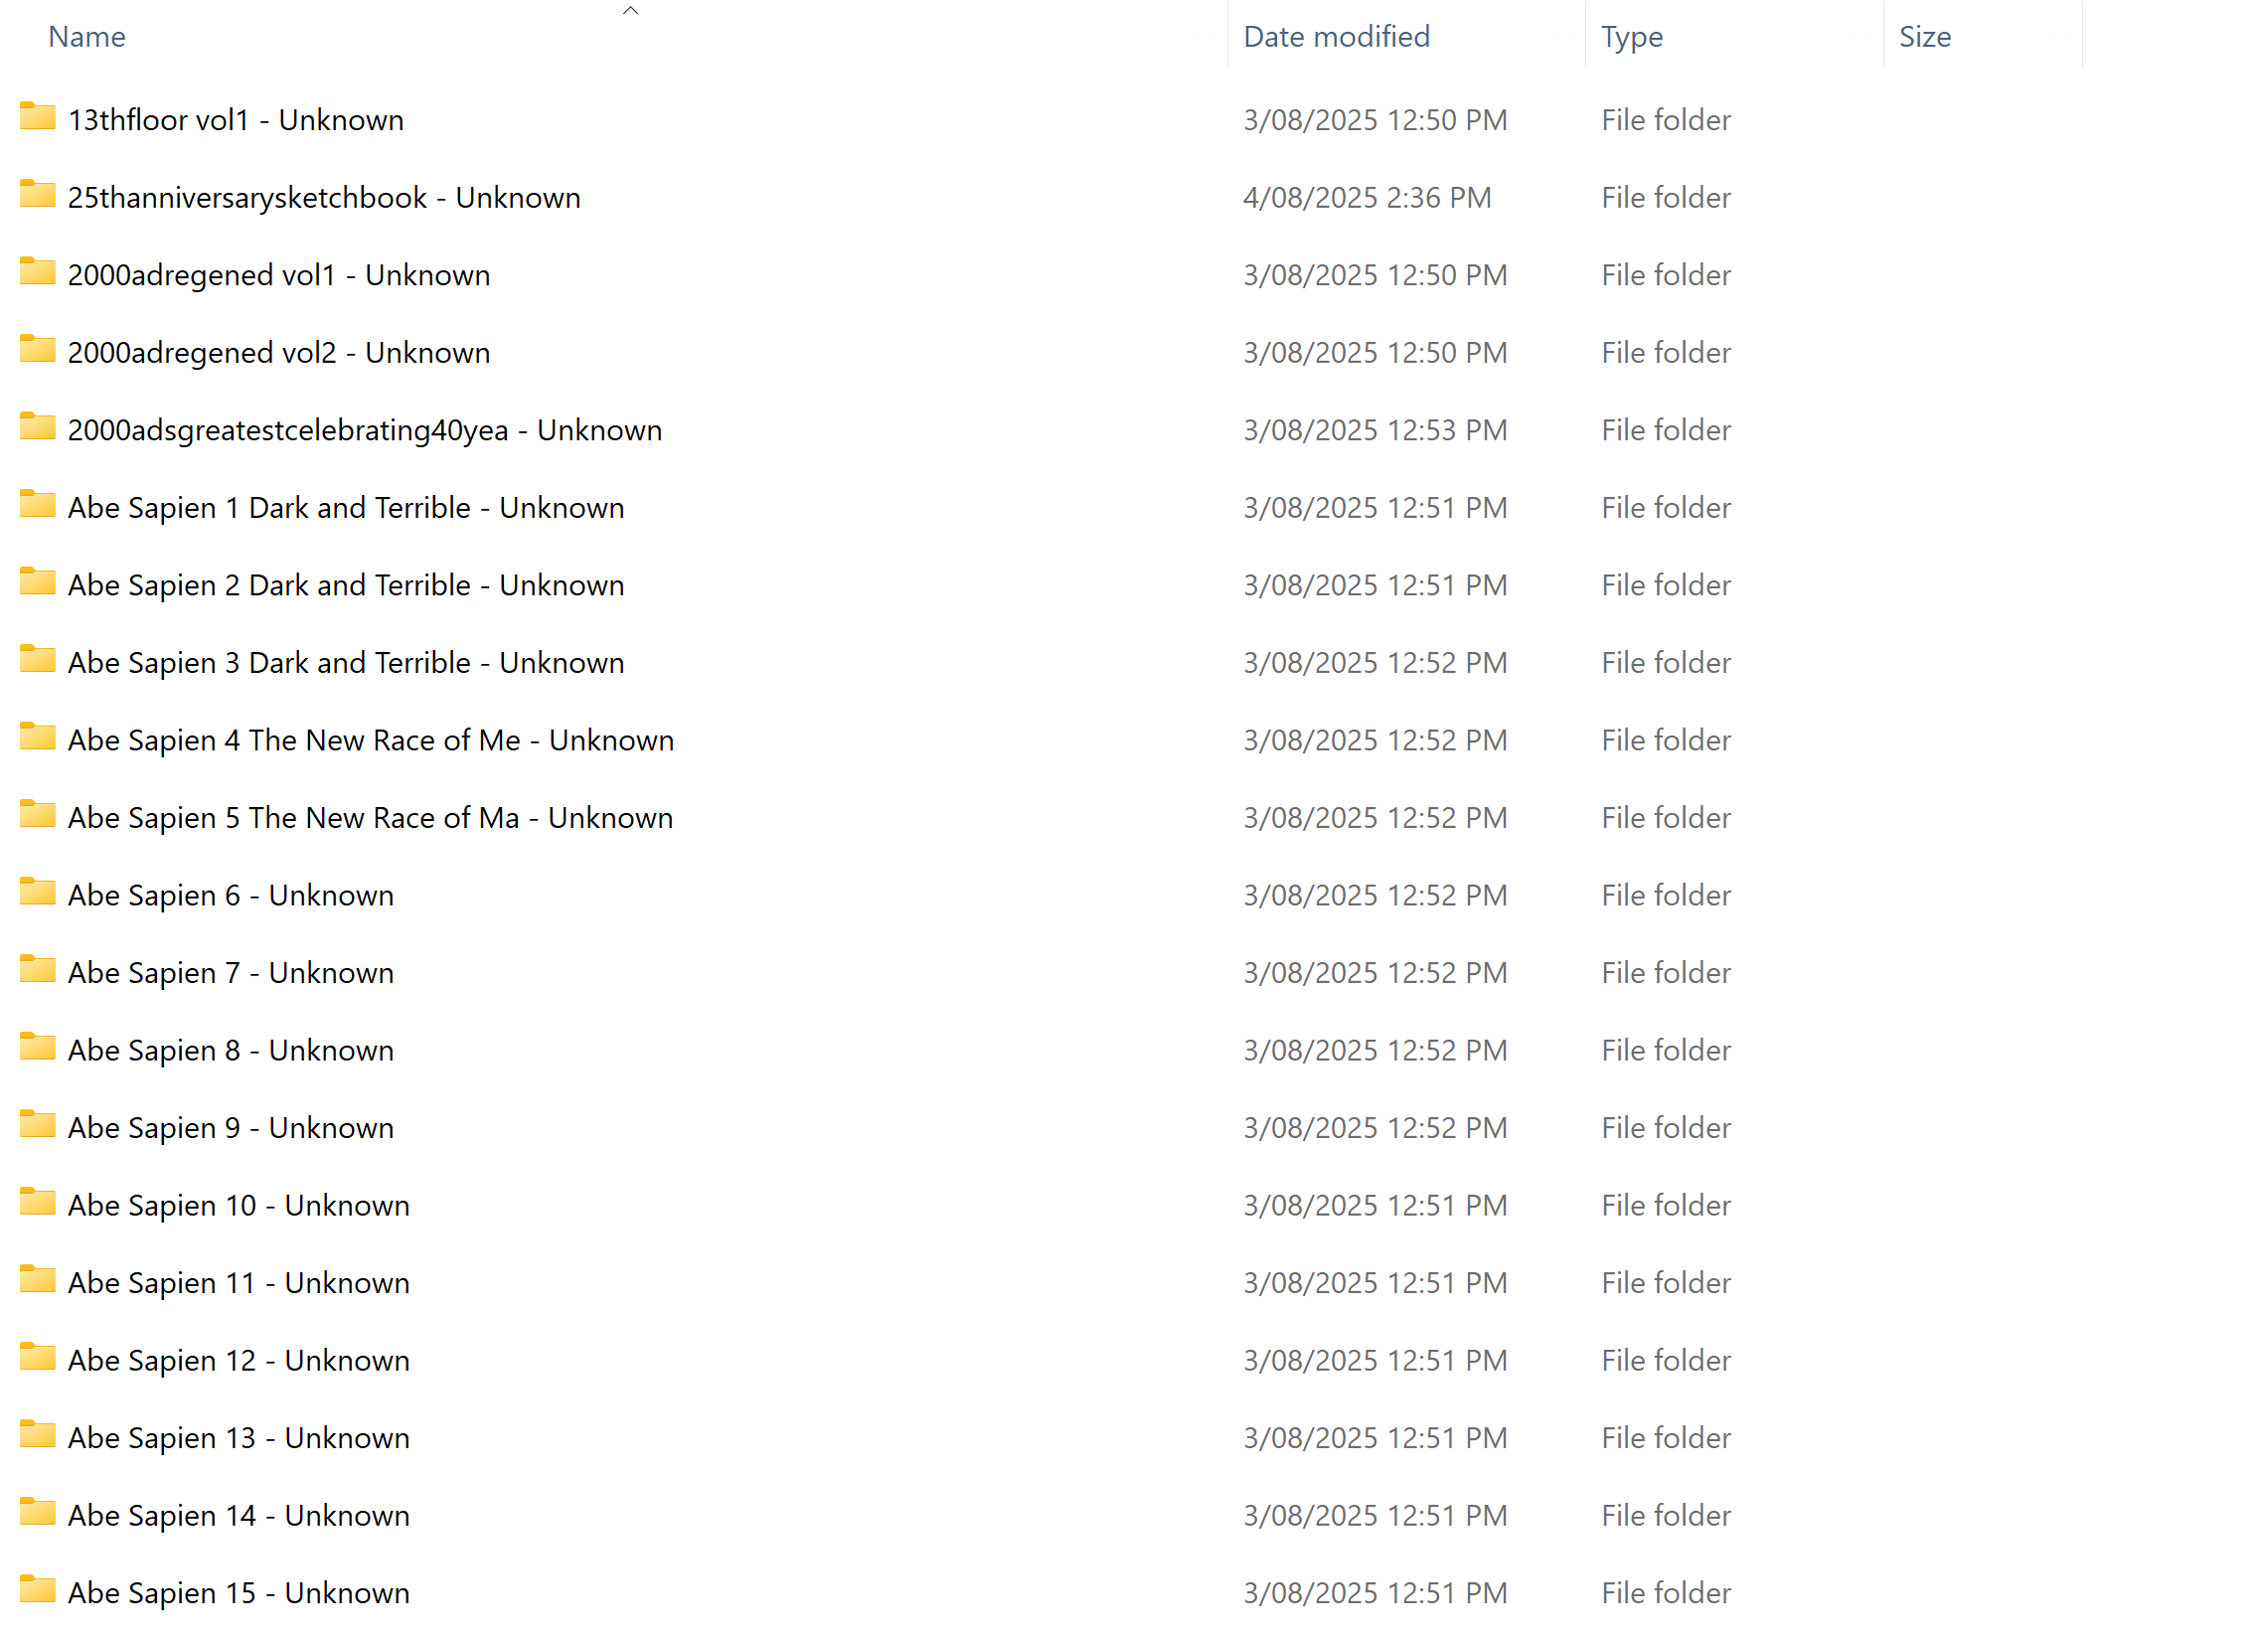 Name Date modified Type Size
13thfloor vol1 - Unknown 3/08/2025 12:50 PM File folder
25thanniversarysketchbook - Unknown 4/08/2025 2:36 PM File folder
2000adregened vol1 - Unknown 3/08/2025 12:50 PM File folder
2000adregened vol2 - Unknown 3/08/2025 12:50 PM File folder
2000adsgreatestcelebrating40yea - Unknown 3/08/2025 12:53 PM File folder
Abe Sapien 1 Dark and Terrible - Unknown 3/08/2025 12:51 PM File folder
Abe Sapien 2 Dark and Terrible - Unknown 3/08/2025 12:51 PM File folder
Abe Sapien 3 Dark and Terrible - Unknown 3/08/2025 12:52 PM File folder
Abe Sapien 4 The New Race of Me - Unknown 3/08/2025 12:52 PM File folder
Abe Sapien 5 The New Race of Ma - Unknown 3/08/2025 12:52 PM File folder
Abe Sapien 6 - Unknown 3/08/2025 12:52 PM File folder
Abe Sapien 7 - Unknown 3/08/2025 12:52 PM File folder
Abe Sapien 8 - Unknown 3/08/2025 12:52 PM File folder
Abe Sapien 9 - Unknown 3/08/2025 12:52 PM File folder
Abe Sapien 10 - Unknown 3/08/2025 12:51 PM File folder
Abe Sapien 11 - Unknown 3/08/2025 12:51 PM File folder
Abe Sapien 12 - Unknown 3/08/2025 12:51 PM File folder
Abe Sapien 13 - Unknown 3/08/2025 12:51 PM File folder
Abe Sapien 14 - Unknown 3/08/2025 12:51 PM File folder
Abe Sapien 15 - Unknown 3/08/2025 12:51 PM File folder